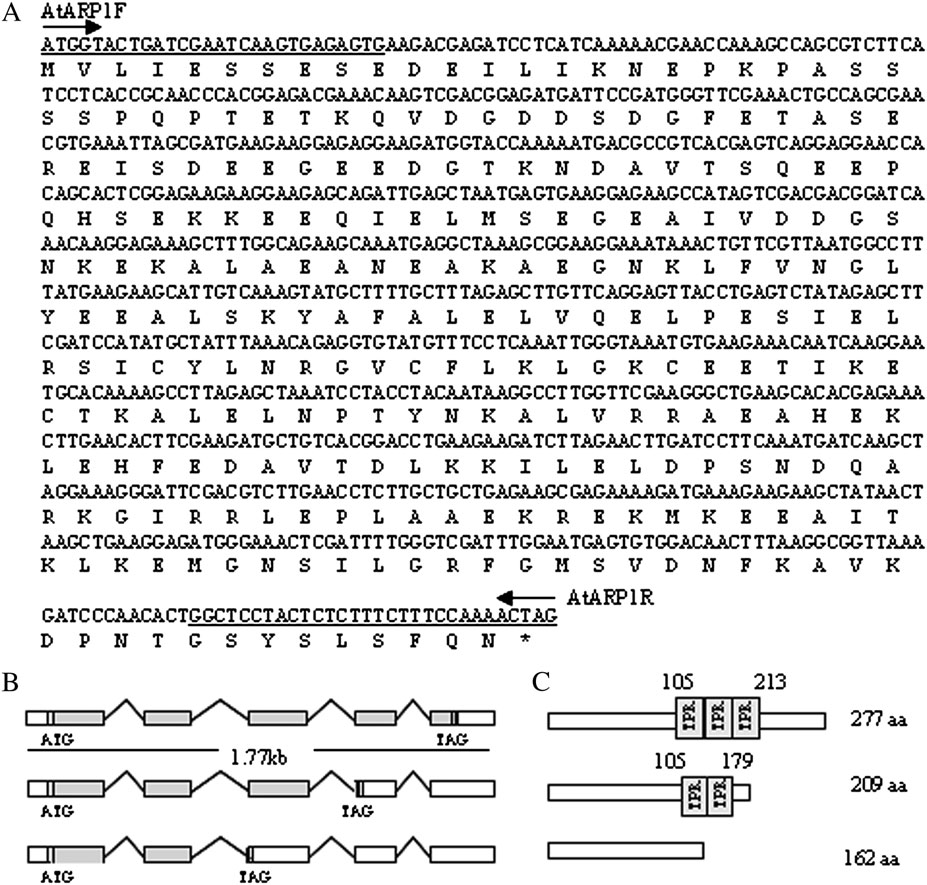 A
AtARP1F
ATGGTACTGATCGAATCAAGTGAGAGTGAAGACGAGATCCTCATCAAAAACGAACCAAAGCCAGCGTCTTCA
M V L I E S S E S E D E I L I K N E P K P A S S
TCCTCACCGCAACCCACGGAGACGAAACAAGTCGACGGAGATGATTCCGATGGGTTCGAAACTGCCAGCGAA
S S P Q P T E T K Q V D G D D S D G F E T A S E
CGTGAAATTAGCGATGAAGAAGGAGAGGAAGATGGTACCAAAAATGACGCCGTCACGAGTCAGGAGGAACCA
R E I S D E E G E E D G T K N D A V T S Q E E P
CAGCACTCGGAGAAGAAGGAAGAGCAGATTGAGCTAATGAGTGAAGGAGAAGCCATAGTCGACGACGGATCA
Q H S E K K E E Q I E L M S E G E A I V D D G S
AACAAGGAGAAAGCTTTGGCAGAAGCAAATGAGGCTAAAGCGGAAGGAAATAAACTGTTCGTTAATGGCCTT
N K E K A L A E A N E A K A E G N K L F V N G L
TATGAAGAAGCATTGTCAAAGTATGCTTTTGCTTTAGAGCTTGTTCAGGAGTTACCTGAGTCTATAGAGCTT
Y E E A L S K Y A F A L E L V Q E L P E S I E L
CGATCCATATGCTATTTAAACAGAGGTGTATGTTTCCTCAAATTGGGTAAATGTGAAGAAACAATCAAGGAA
R S I C Y L N R G V C F L K L G K C E E T I K E
TGCACAAAAGCCTTAGAGCTAAATCCTACCTACAATAAGGCCTTGGTTCGAAGGGCTGAAGCACACGAGAAA
C T K A L E L N P T Y N K A L V R R A E A H E K
CTTGAACACTTCGAAGATGCTGTCACGGACCTGAAGAAGATCTTAGAACTTGATCCTTCAAATGATCAAGCT
L E H F E D A V T D L K K I L E L D P S N D Q A
AGGAAAGGGATTCGACGTCTTGAACCTCTTGCTGCTGAGAAGCGAGAAAAGATGAAAGAAGAAGCTATAACT
R K G I R R L E P L A A E K R E K M K E E A I T
AAGCTGAAGGAGATGGGAAACTCGATTTTGGGTCGATTTGGAATGAGTGTGGACAACTTTAAGGCGGTTAAA
K L K E M G N S I L G R F G M S V D N F K A V K
AtARP1R
GATCCCAACACTGGCTCCTACTCTCTTTCTTTCCAAAACTAG
D P N T G S Y S L S F Q N *
B
ATG TAG
1.77kb
ATG TAG
ATG TAG
C
105 213
TPR TPR TPR
277 aa
105 179
TPR TPR
209 aa
162 aa